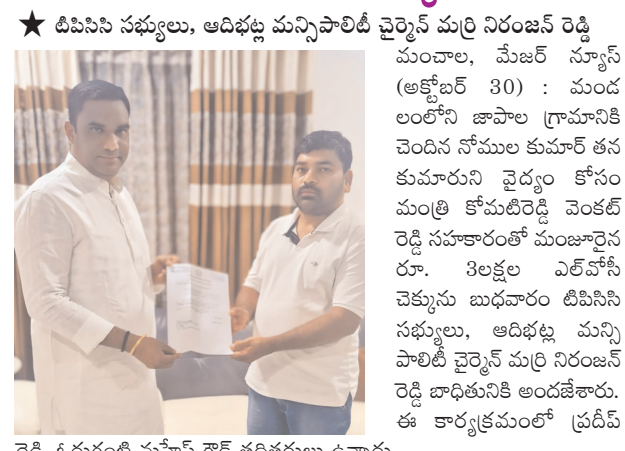 ★ టిపిసిసి సభ్యులు, ఆదిభట్ల మున్సిపాలిటీ చైర్మెన్ మర్రి నిరంజన్ రెడ్డి
మంచాల, మేజర్ న్యూస్
(అక్టోబర్ 30) : మండ
లంలోని జాపాల గ్రామానికి
చెందిన నోముల కుమార్ తన
కుమారుని వైద్యం కోసం
మంత్రి కోమటిరెడ్డి వెంకట్
రెడ్డి సహకారంతో మంజూరైన
రూ. 3లక్షల ఎల్‌వోసీ
చెక్కును బుధవారం టిపిసిసి
సభ్యులు, ఆదిభట్ల మున్సి
పాలిటీ చైర్మెన్ మర్రి నిరంజన్
రెడ్డి బాధితునికి అందజేశారు.
ఈ కార్యక్రమంలో ప్రదీప్